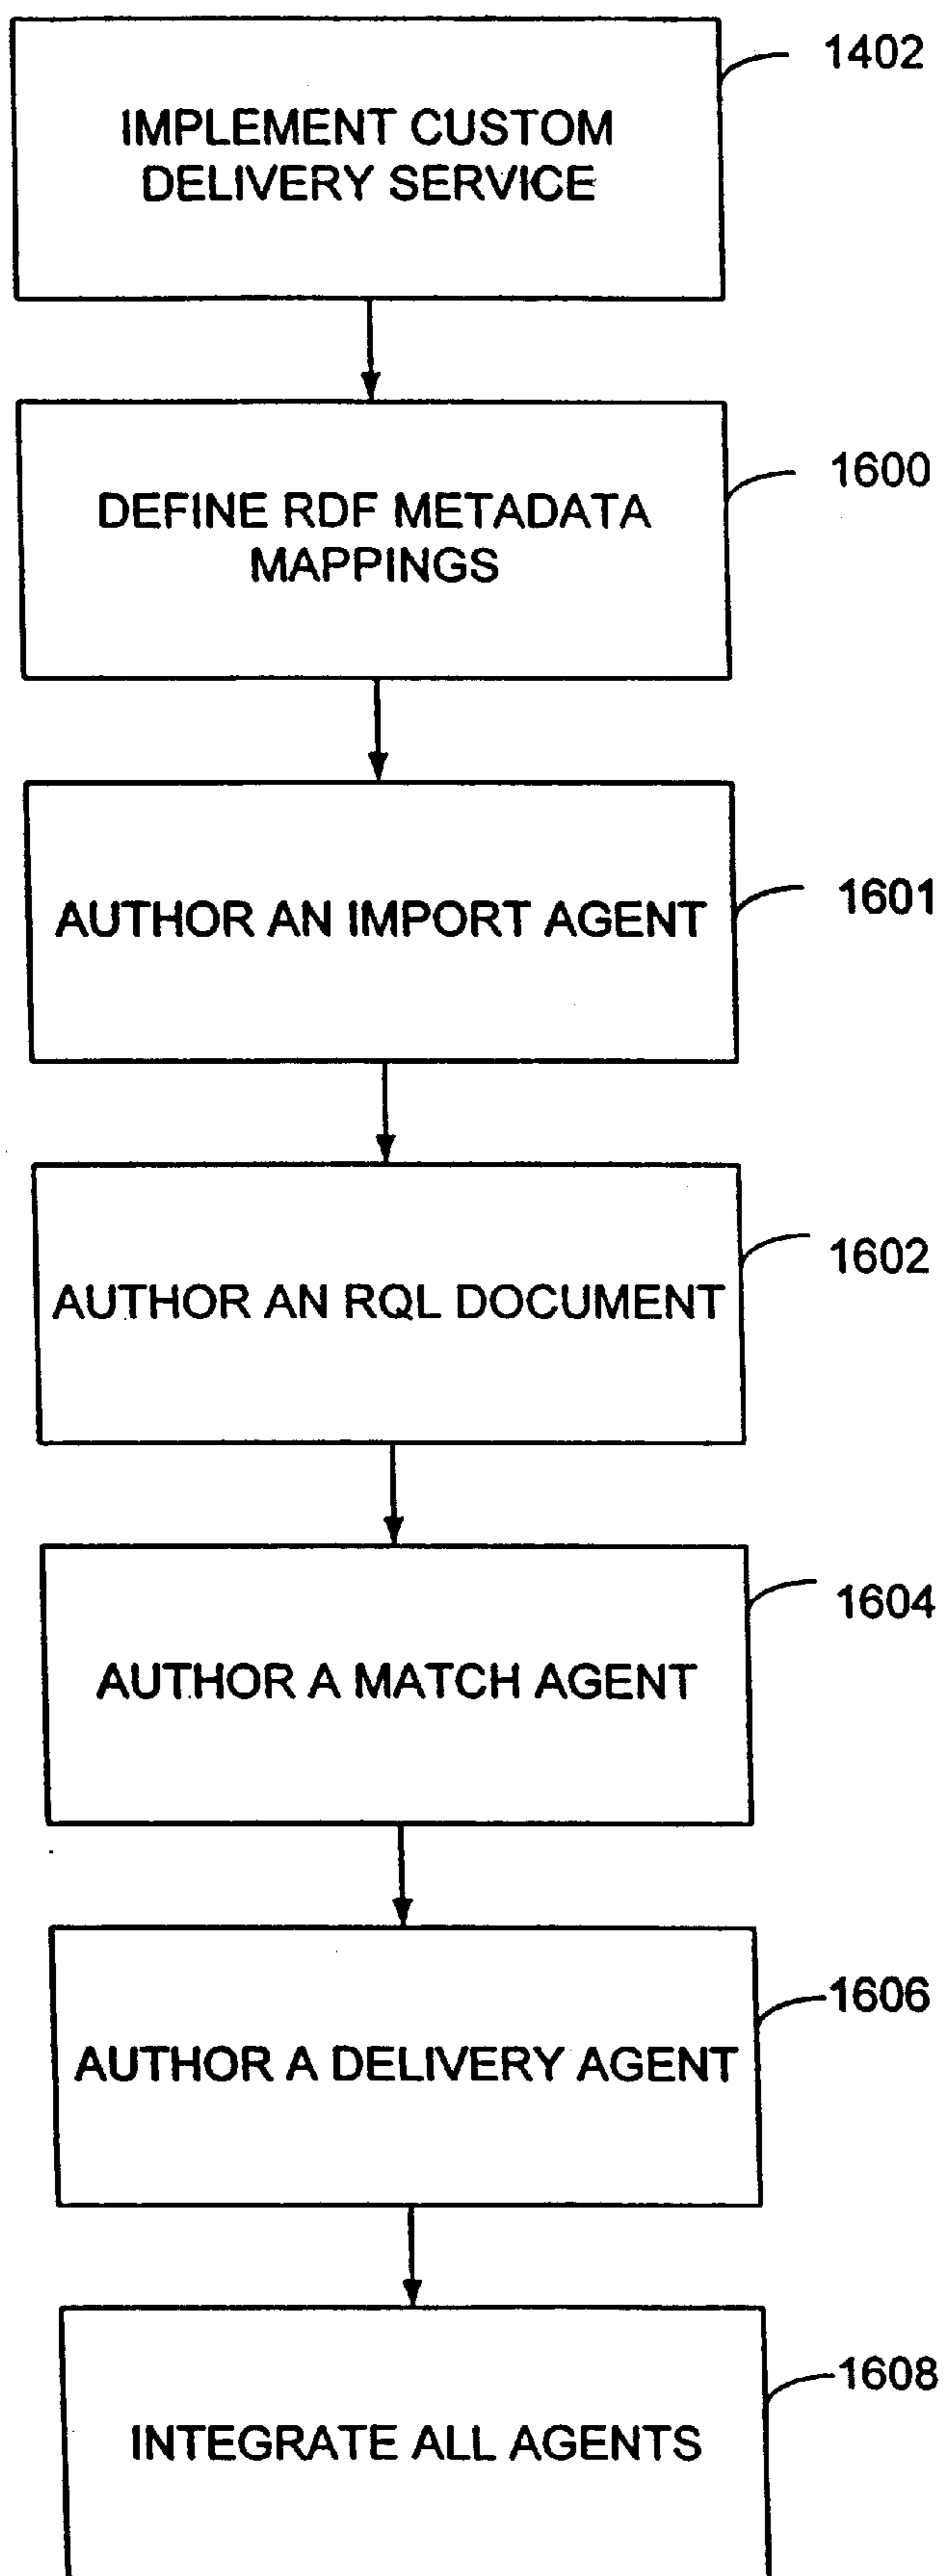 1402
IMPLEMENT CUSTOM
DELIVERY SERVICE
1600
DEFINE RDF METADATA
MAPPINGS
1601
AUTHOR AN IMPORT AGENT
1602
AUTHOR AN RQL DOCUMENT
1604
AUTHOR A MATCH AGENT
1606
AUTHOR A DELIVERY AGENT
1608
INTEGRATE ALL AGENTS